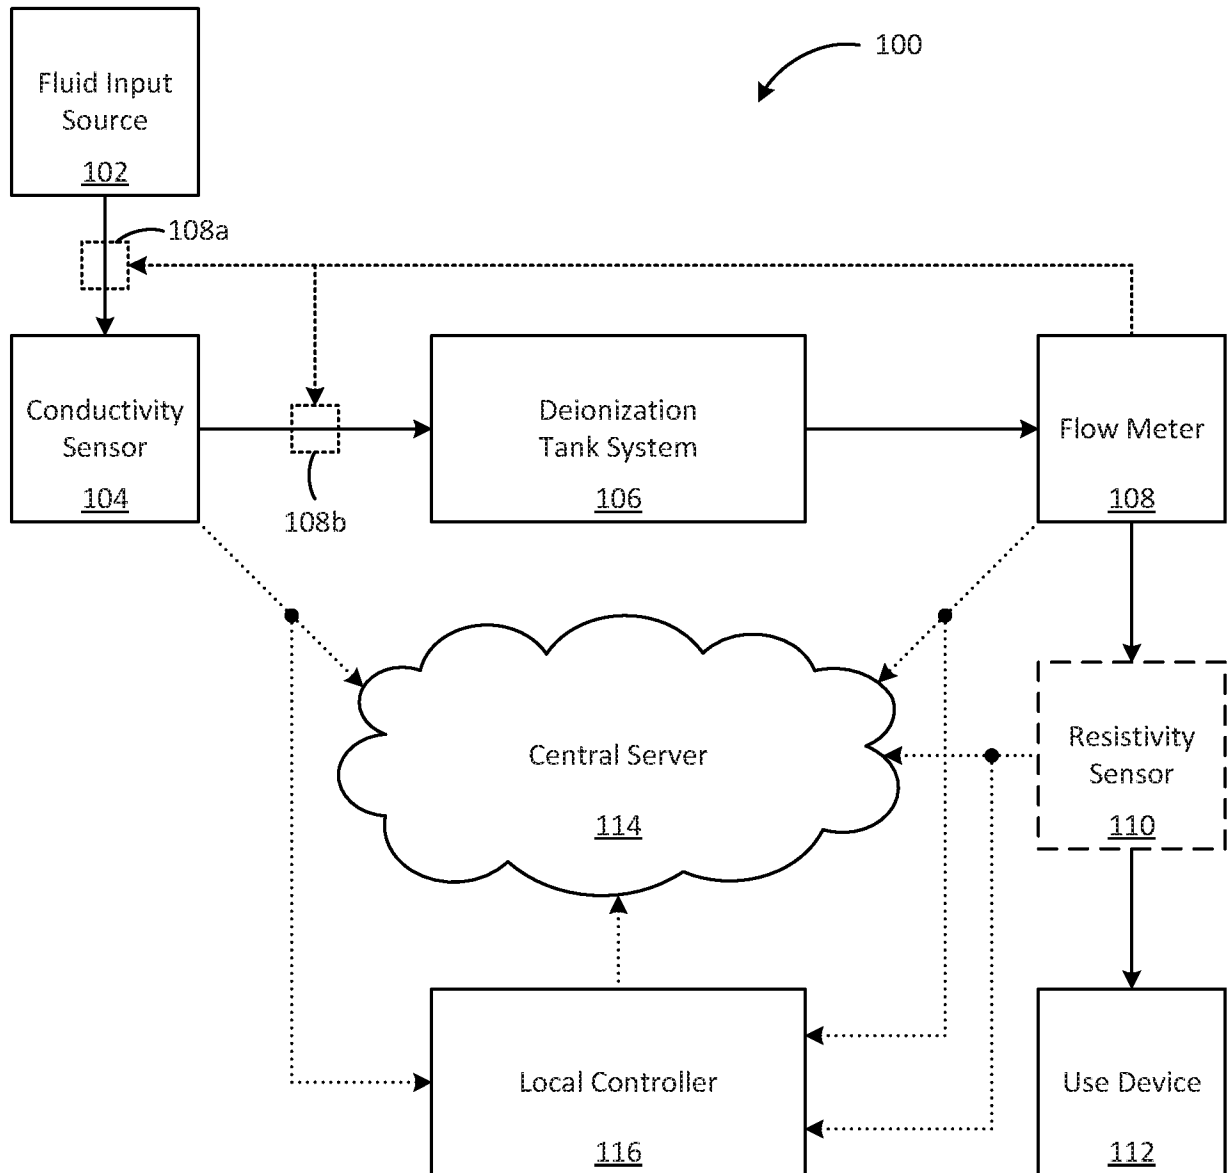 100
Fluid Input
Source
102
108a
Conductivity
Sensor
104
108b
Deionization
Tank System
106
Flow Meter
108
Central Server
114
Resistivity
Sensor
110
Local Controller
116
Use Device
112